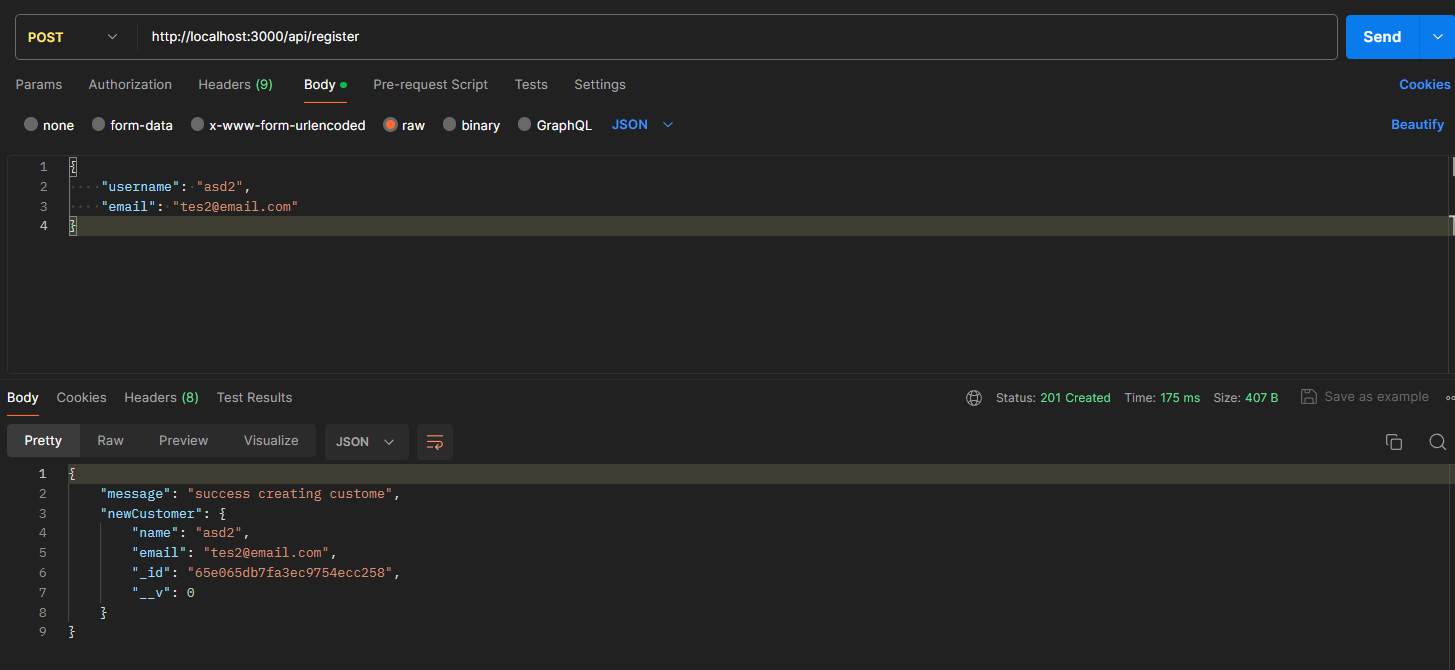 POST http://localhost:3000/api/register Send
Params Authorization Headers (9) Body Pre-request Script Tests Settings Cookies
none form-data x-www-form-urlencoded raw binary GraphQL JSON Beautify
1 {
2 "username": "asd2",
3 "email": "tes2@email.com"
4 }
Body Cookies Headers (8) Test Results Status: 201 Created Time: 175 ms Size: 407 B Save as example
Pretty Raw Preview Visualize JSON
1 {
2 "message": "success creating custome",
3 "newCustomer": {
4 "name": "asd2",
5 "email": "tes2@email.com",
6 "_id": "65e065db7fa3ec9754ecc258",
7 "__v": 0
8 }
9 }